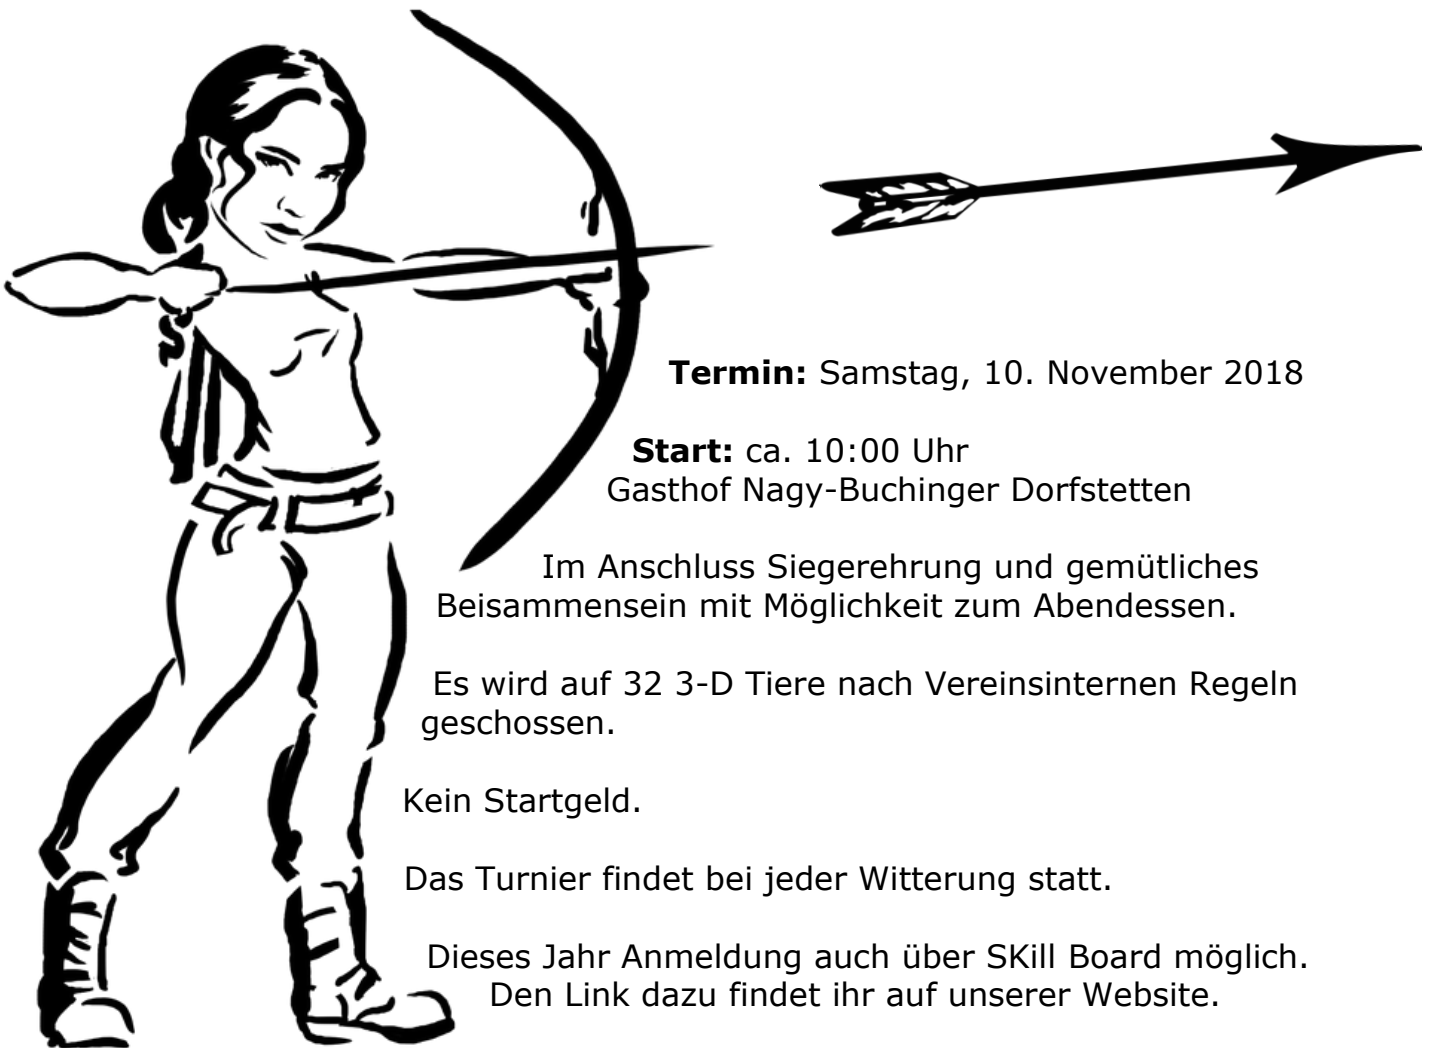 Termin: Samstag, 10. November 2018
Start: ca. 10:00 Uhr
Gasthof Nagy-Buchinger Dorfstetten
Im Anschluss Siegerehrung und gemütliches
Beisammensein mit Möglichkeit zum Abendessen.
Es wird auf 32 3-D Tiere nach Vereinsinternen Regeln
geschossen.
Kein Startgeld.
Das Turnier findet bei jeder Witterung statt.
Dieses Jahr Anmeldung auch über SKill Board möglich.
Den Link dazu findet ihr auf unserer Website.